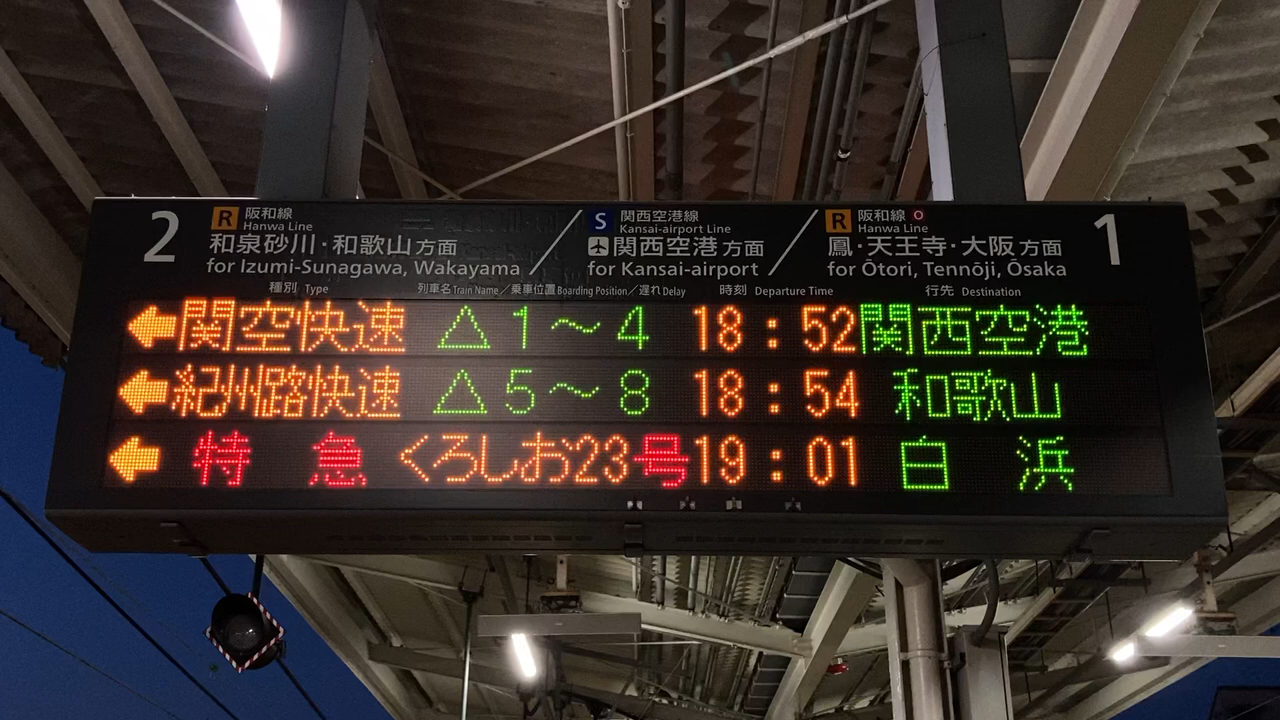 2
R 阪和線
Hanwa Line
和泉砂川・和歌山 方面
for Izumi-Sunagawa, Wakayama
S 関西空港線
Kansai-airport Line
関西空港 方面
for Kansai-airport
R 阪和線 O
Hanwa Line
鳳・天王寺・大阪 方面
for Ōtori, Tennōji, Ōsaka
1
種別 Type 列車名 Train Name／乗車位置 Boarding Position／遅れ Delay 時刻 Departure Time 行先 Destination
←関空快速 △1～4 18:52 関西空港
←紀州路快速 △5～8 18:54 和歌山
←特急 くろしお23号 19:01 白浜